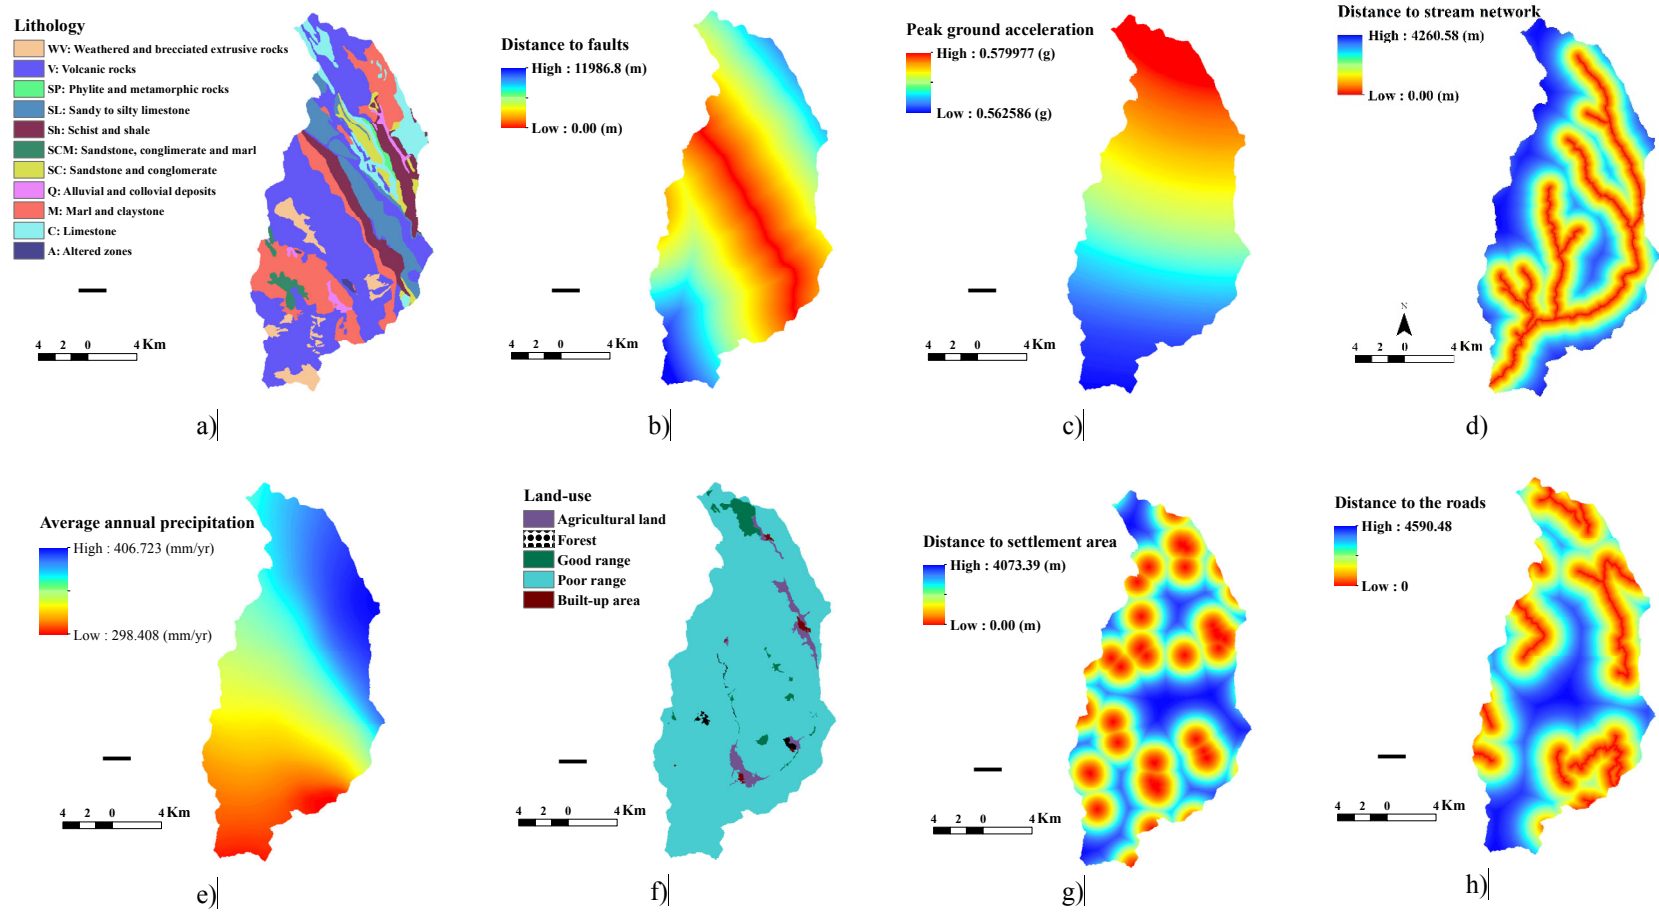 Lithology
WV: Weathered and brecciated extrusive rocks
V: Volcanic rocks
SP: Phylite and metamorphic rocks
SL: Sandy to silty limestone
Sh: Schist and shale
SCM: Sandstone, conglimerate and marl
SC: Sandstone and conglomerate
Q: Alluvial and collovial deposits
M: Marl and claystone
C: Limestone
A: Altered zones
4 2 0 4 Km
a)
Distance to faults
High : 11986.8 (m)
Low : 0.00 (m)
4 2 0 4 Km
b)
Peak ground acceleration
High : 0.579977 (g)
Low : 0.562586 (g)
4 2 0 4 Km
c)
Distance to stream network
High : 4260.58 (m)
Low : 0.00 (m)
N
4 2 0 4 Km
d)
Average annual precipitation
High : 406.723 (mm/yr)
Low : 298.408 (mm/yr)
4 2 0 4 Km
e)
Land-use
Agricultural land
Forest
Good range
Poor range
Built-up area
4 2 0 4 Km
f)
Distance to settlement area
High : 4073.39 (m)
Low : 0.00 (m)
4 2 0 4 Km
g)
Distance to the roads
High : 4590.48
Low : 0
4 2 0 4 Km
h)